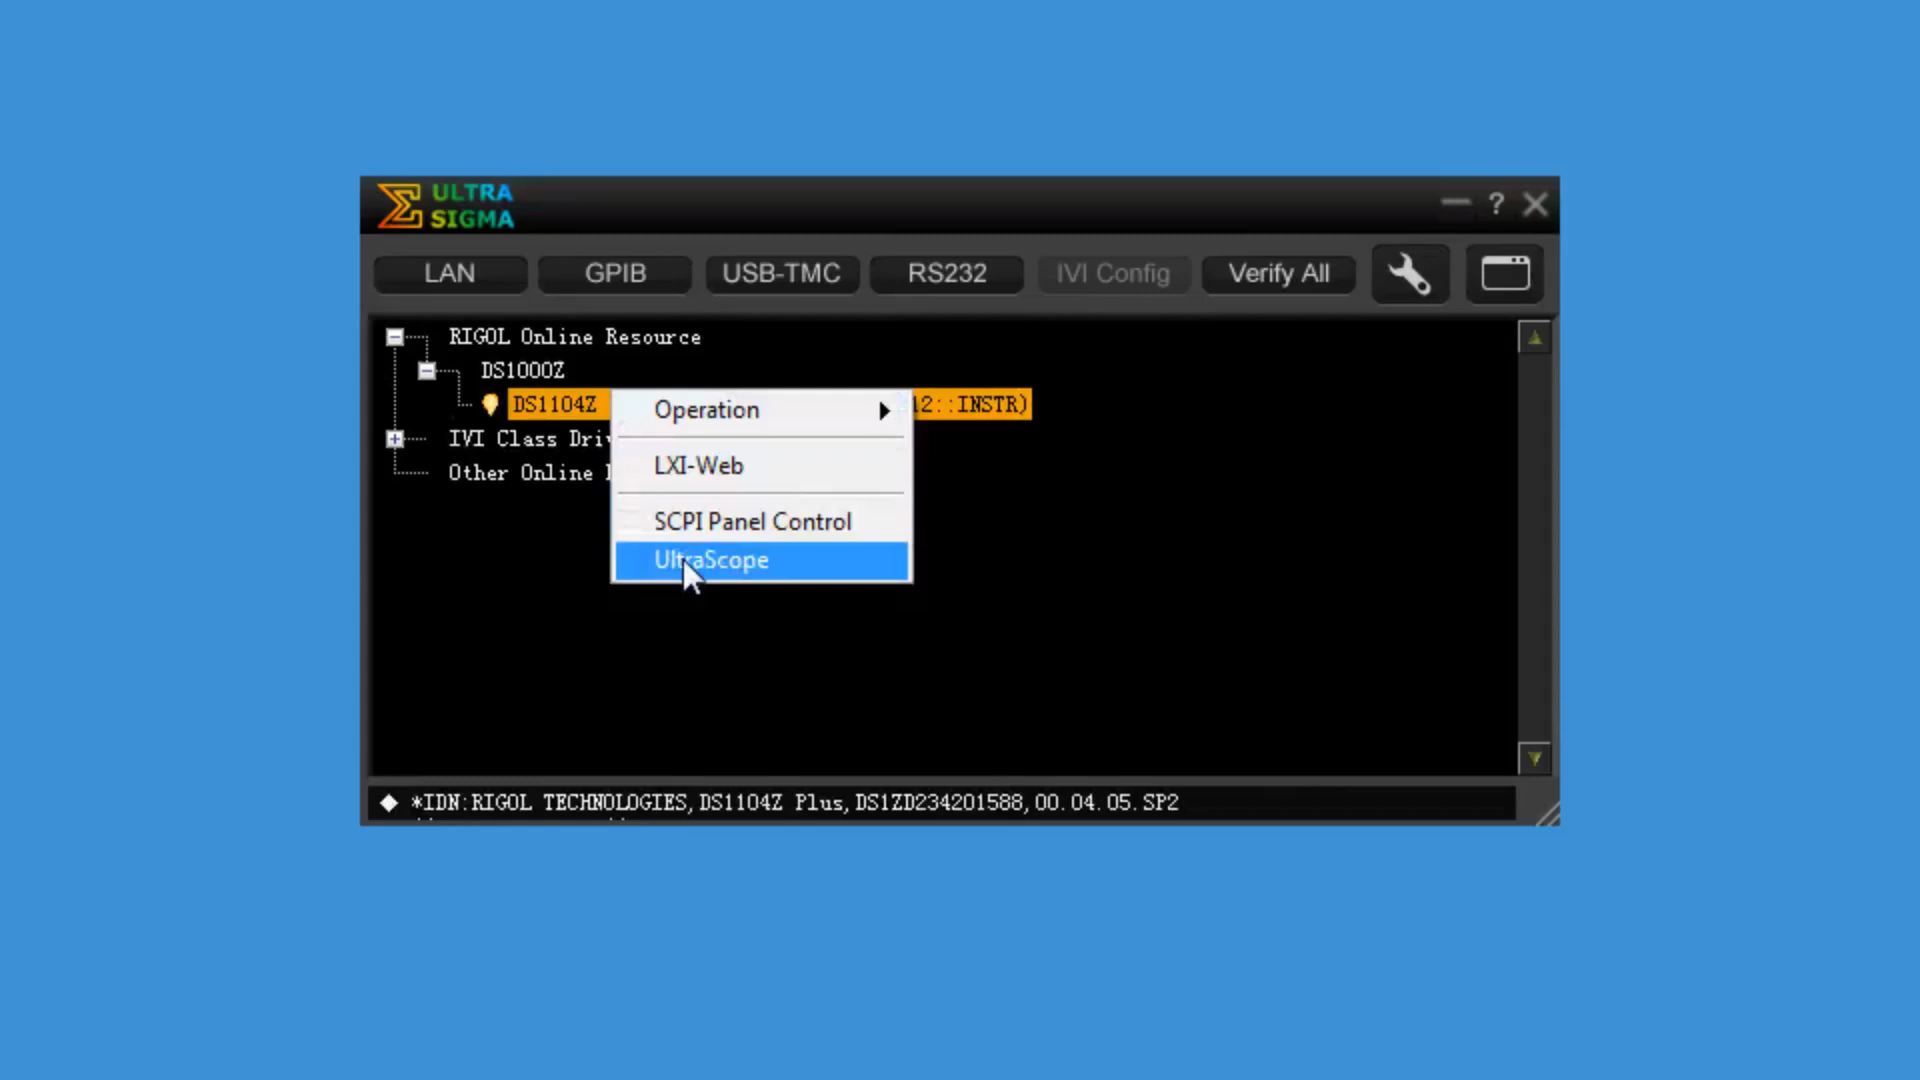 ULTRA
SIGMA
?
LAN GPIB USB-TMC RS232 IVI Config Verify All
RIGOL Online Resource
DS1000Z
DS1104Z 12::INSTR)
IVI Class Dri
Other Online
Operation
LXI-Web
SCPI Panel Control
UltraScope
*IDN:RIGOL TECHNOLOGIES,DS1104Z Plus,DS1ZD234201588,00.04.05.SP2